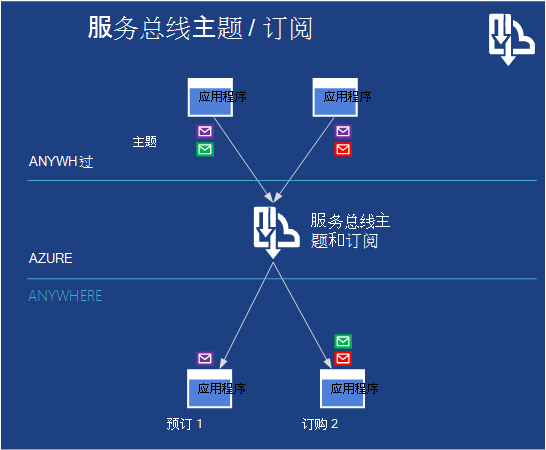 服务总线主题 / 订阅
应用程序
应用程序
主题
ANYWH过
服务总线主
题和订阅
AZURE
ANYWHERE
应用程序
应用程序
预订 1
订购 2